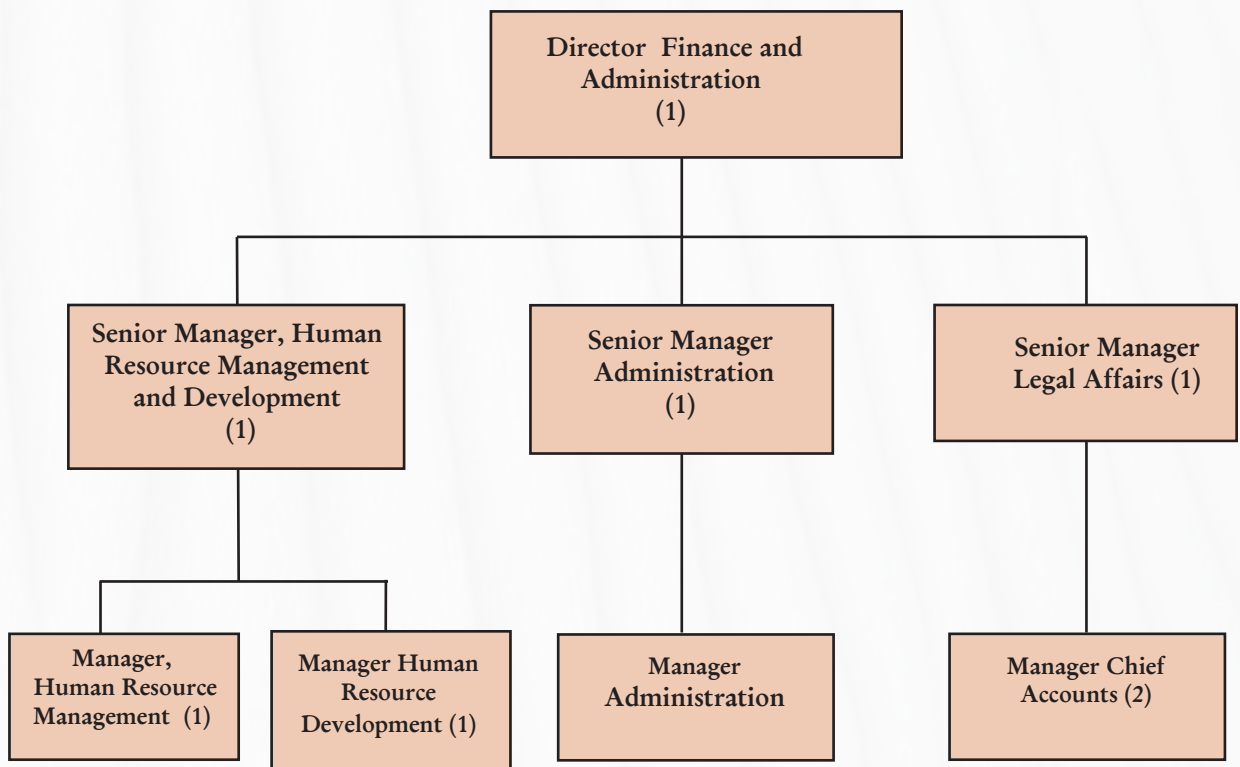 Director Finance and
Administration
(1)
Senior Manager, Human
Resource Management
and Development
(1)
Senior Manager
Administration
(1)
Senior Manager
Legal Affairs (1)
Manager,
Human Resource
Management (1)
Manager Human
Resource
Development (1)
Manager
Administration
Manager Chief
Accounts (2)